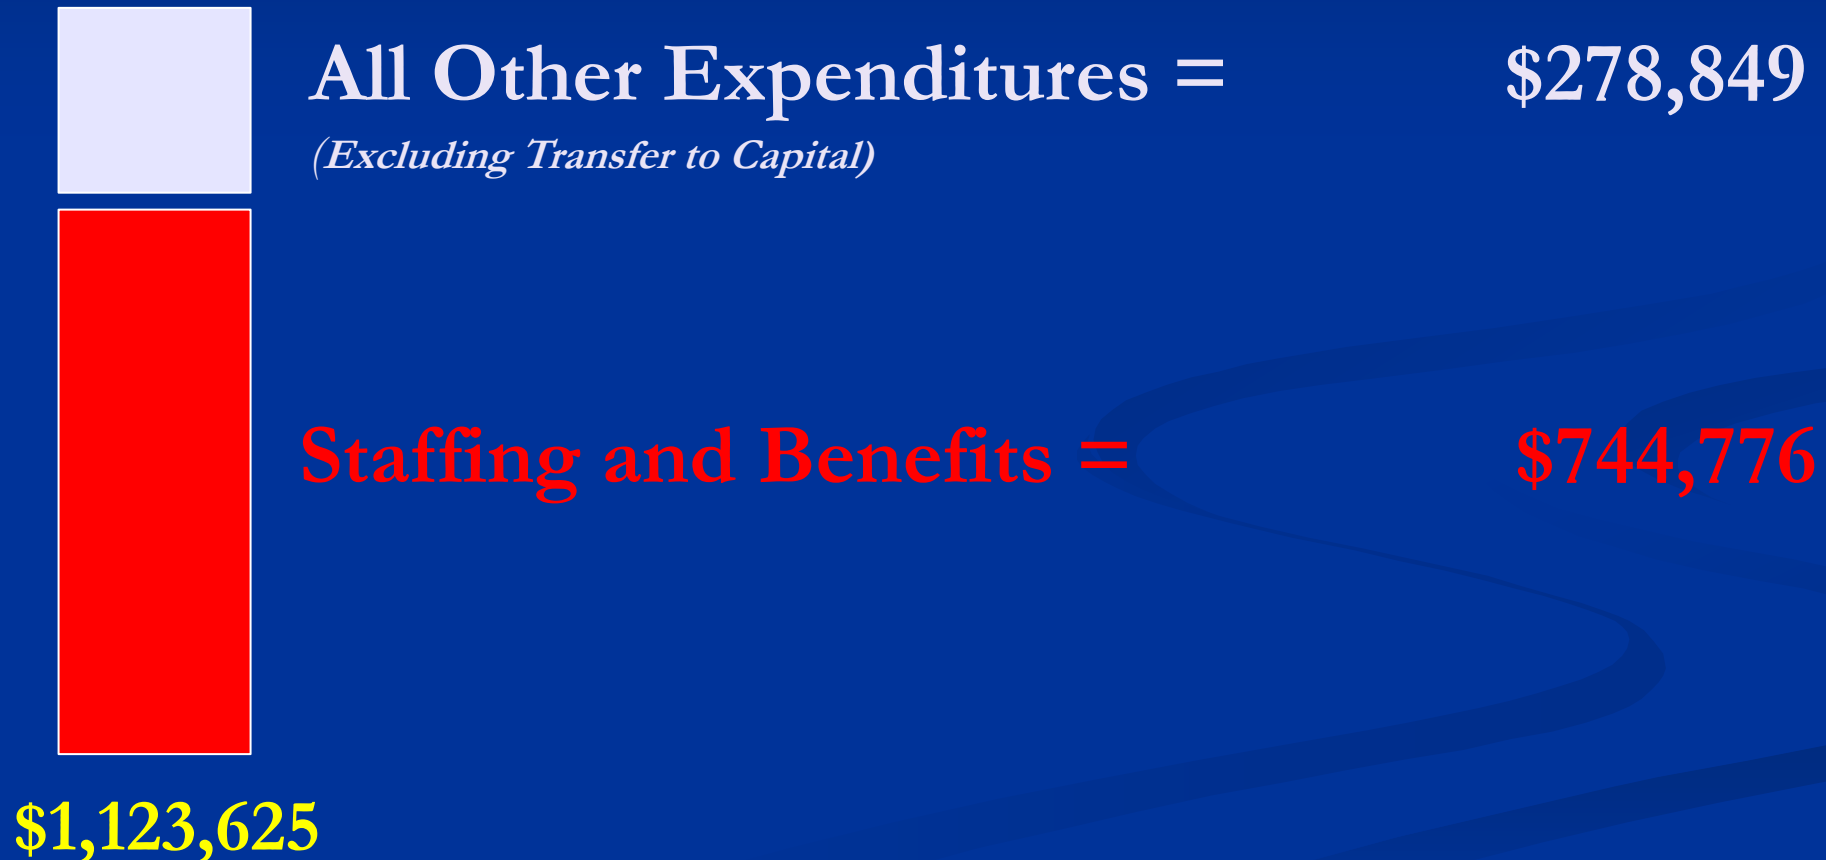 All Other Expenditures = $278,849
(Excluding Transfer to Capital)
Staffing and Benefits = $744,776
$1,123,625